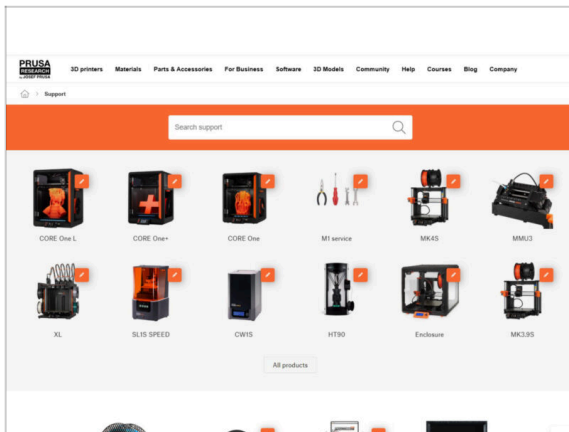 PRUSA
RESEARCH
by JOSEF PRUSA
3D printers Materials Parts & Accessories For Business Software 3D Models Community Help Courses Blog Company
Support
Search support
CORE One L CORE One+ CORE One M1 service MK4S MMU3
XL SL1S SPEED CW1S HT90 Enclosure MK3.9S
All products